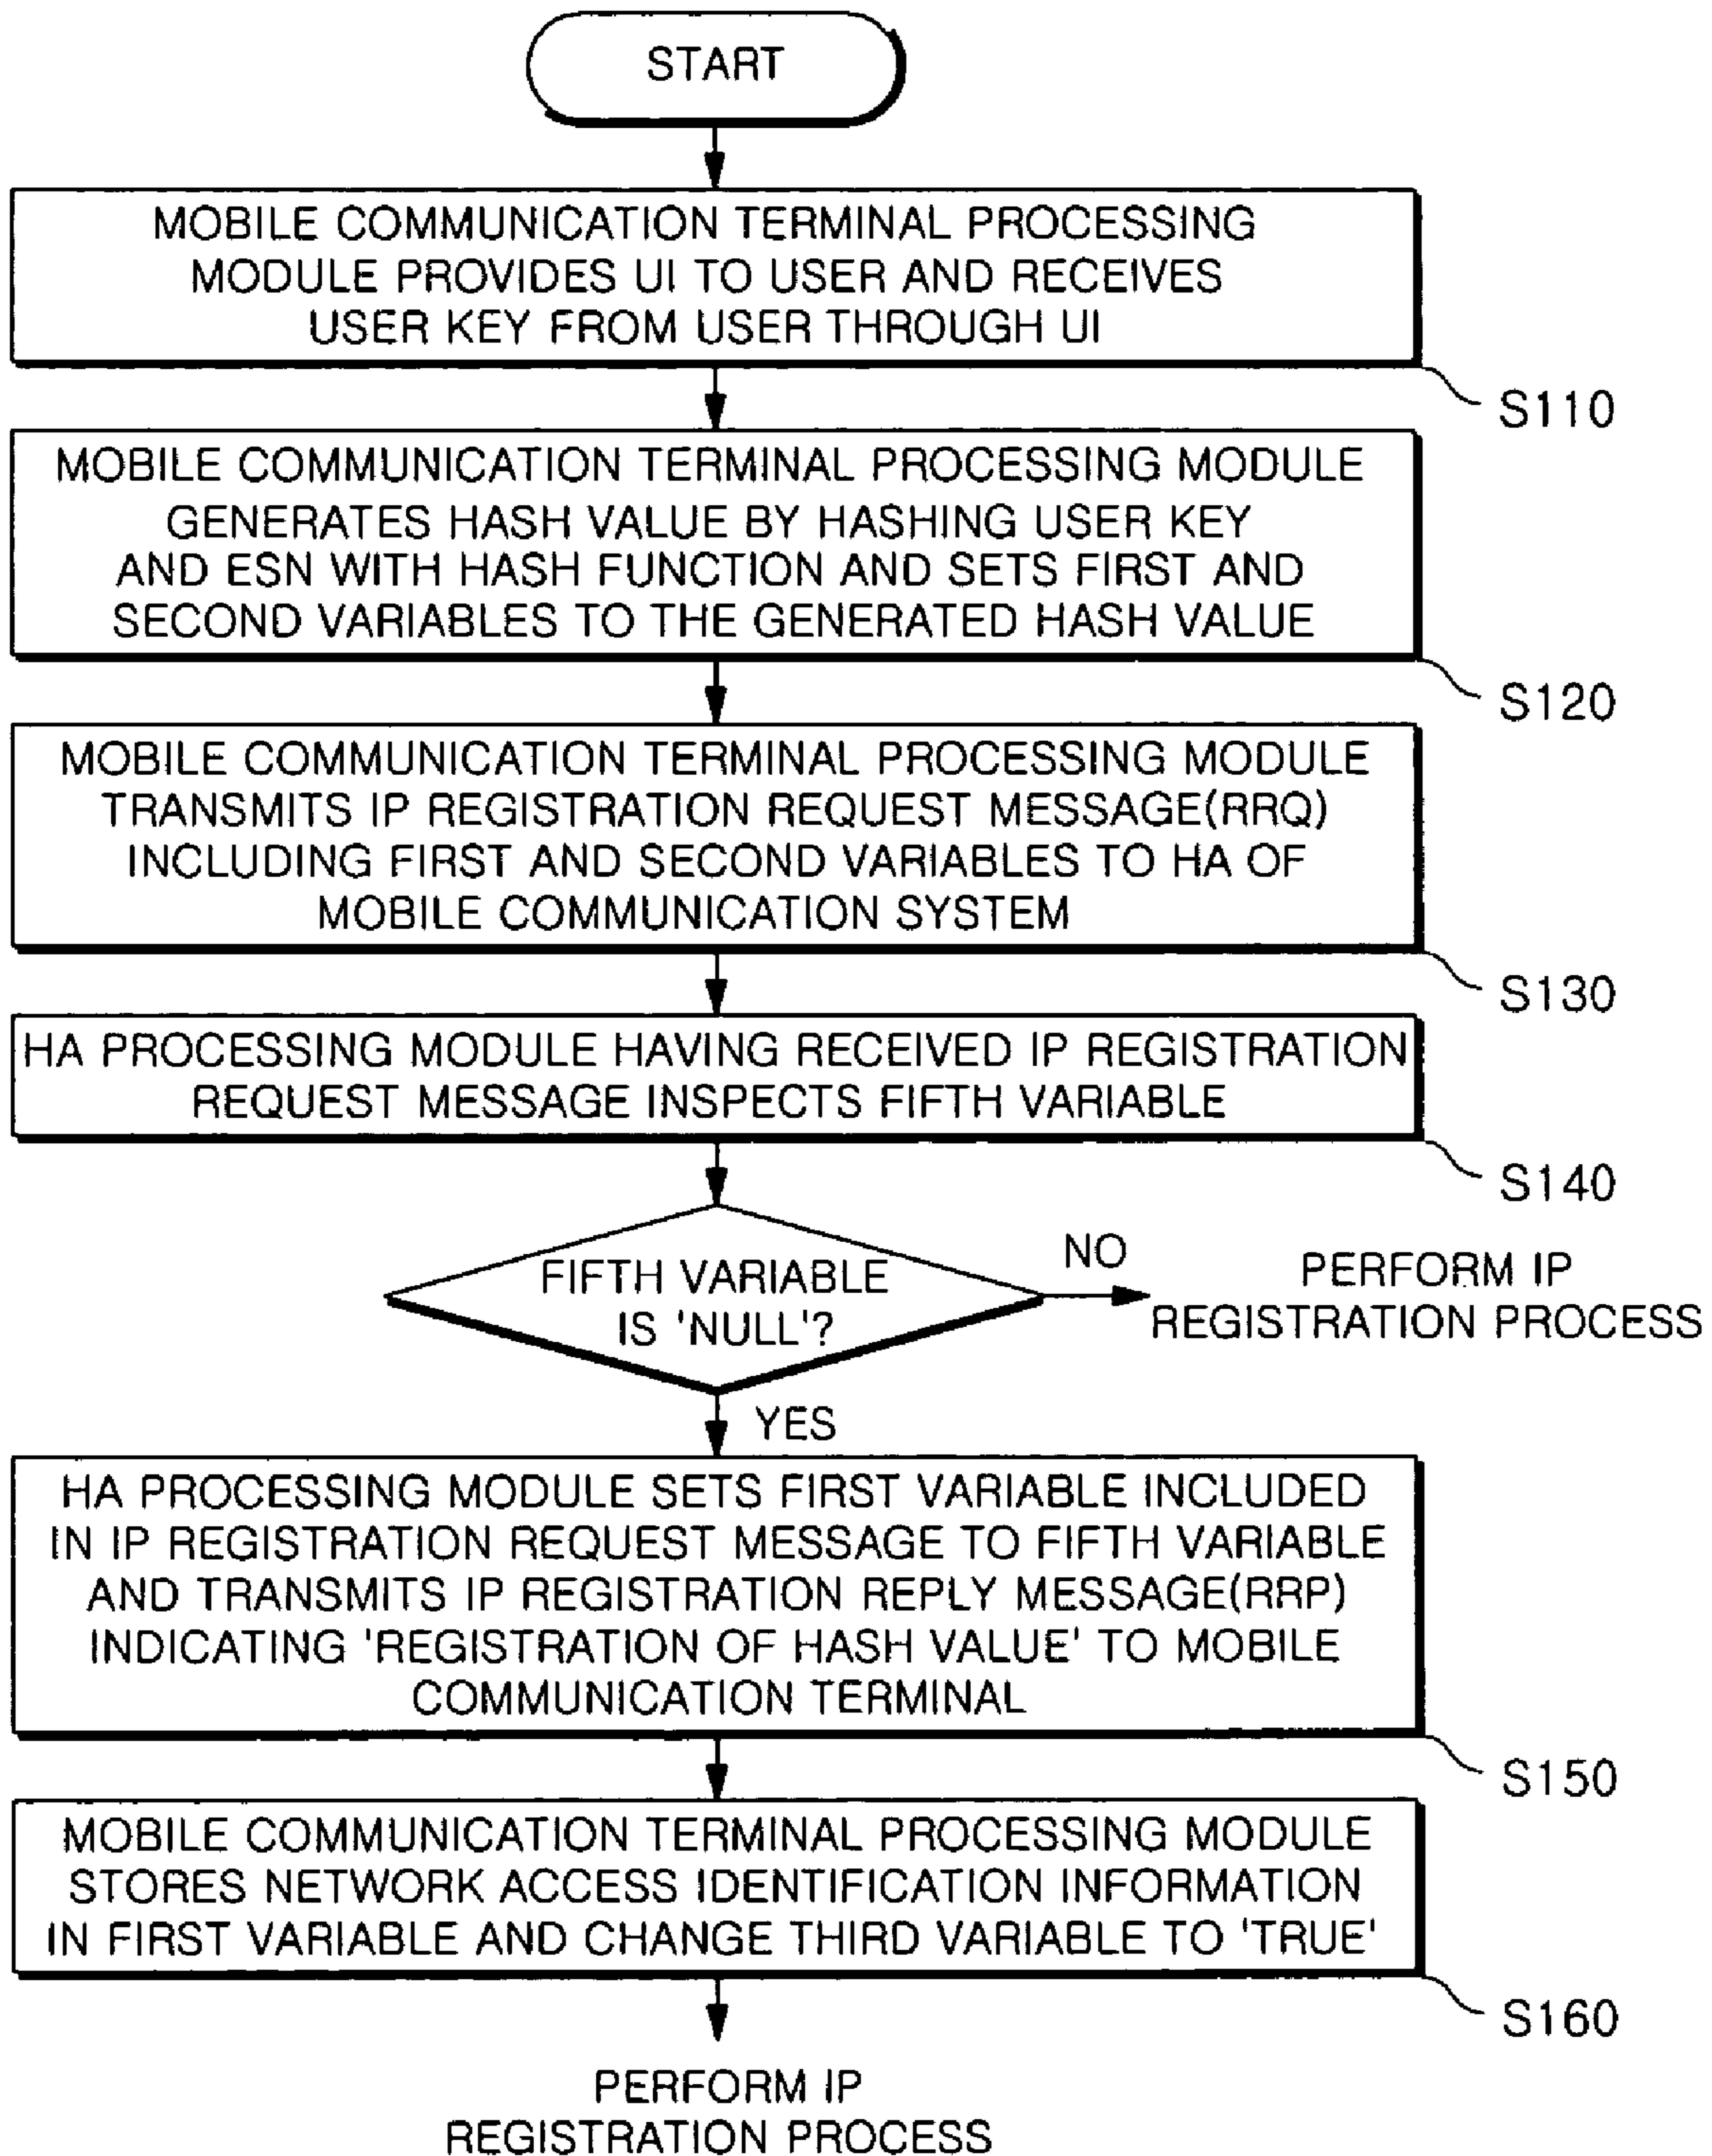 START
MOBILE COMMUNICATION TERMINAL PROCESSING
MODULE PROVIDES UI TO USER AND RECEIVES
USER KEY FROM USER THROUGH UI
S110
MOBILE COMMUNICATION TERMINAL PROCESSING MODULE
GENERATES HASH VALUE BY HASHING USER KEY
AND ESN WITH HASH FUNCTION AND SETS FIRST AND
SECOND VARIABLES TO THE GENERATED HASH VALUE
S120
MOBILE COMMUNICATION TERMINAL PROCESSING MODULE
TRANSMITS IP REGISTRATION REQUEST MESSAGE(RRQ)
INCLUDING FIRST AND SECOND VARIABLES TO HA OF
MOBILE COMMUNICATION SYSTEM
S130
HA PROCESSING MODULE HAVING RECEIVED IP REGISTRATION
REQUEST MESSAGE INSPECTS FIFTH VARIABLE
S140
FIFTH VARIABLE
IS 'NULL'?
NO
PERFORM IP
REGISTRATION PROCESS
YES
HA PROCESSING MODULE SETS FIRST VARIABLE INCLUDED
IN IP REGISTRATION REQUEST MESSAGE TO FIFTH VARIABLE
AND TRANSMITS IP REGISTRATION REPLY MESSAGE(RRP)
INDICATING 'REGISTRATION OF HASH VALUE' TO MOBILE
COMMUNICATION TERMINAL
S150
MOBILE COMMUNICATION TERMINAL PROCESSING MODULE
STORES NETWORK ACCESS IDENTIFICATION INFORMATION
IN FIRST VARIABLE AND CHANGE THIRD VARIABLE TO 'TRUE'
S160
PERFORM IP
REGISTRATION PROCESS